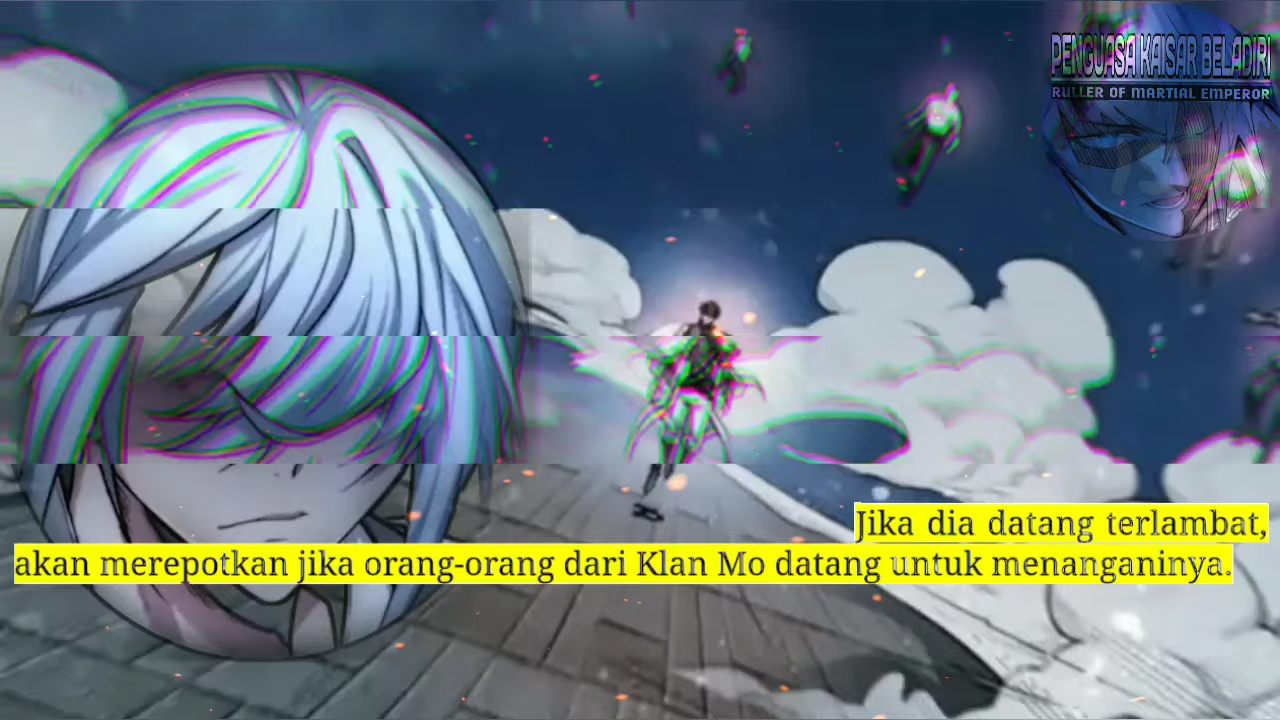 PENGUASA KAISAR BELADIRI
RULLER OF MARTIAL EMPEROR
Jika dia datang terlambat,
akan merepotkan jika orang-orang dari Klan Mo datang untuk menanganinya.